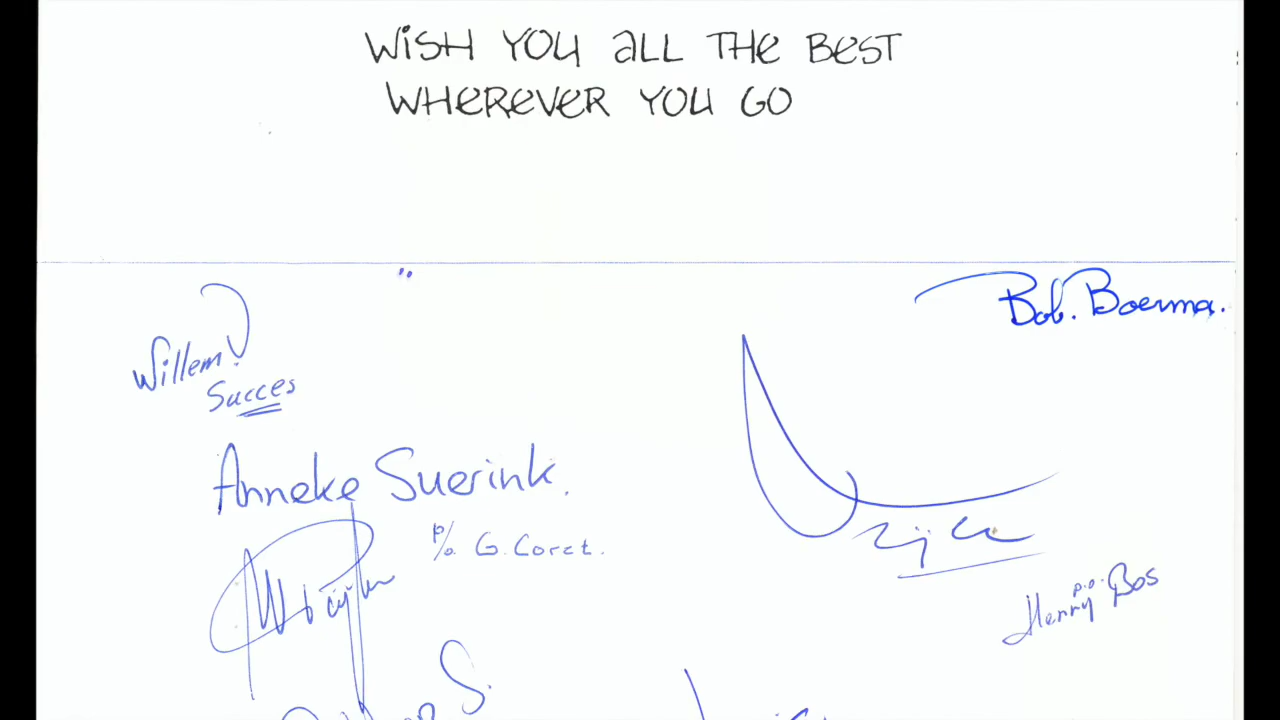 WISH YOU ALL THE BEST
WHEREVER YOU GO
Bob. Boerma.
Willem
Succes
Anneke Suerink.
p/o G. Coret.
p.o.
Henry Bos